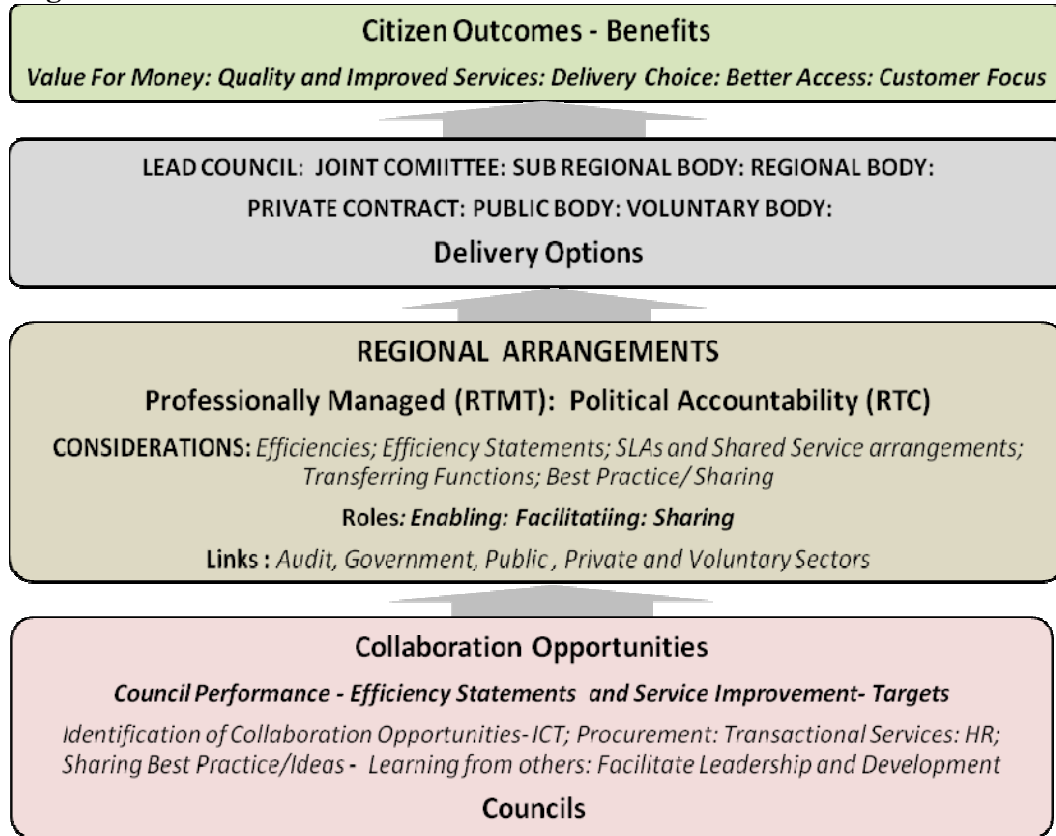 Citizen Outcomes - Benefits
Value For Money: Quality and Improved Services: Delivery Choice: Better Access: Customer Focus
LEAD COUNCIL: JOINT COMIITTEE: SUB REGIONAL BODY: REGIONAL BODY:
PRIVATE CONTRACT: PUBLIC BODY: VOLUNTARY BODY:
Delivery Options
REGIONAL ARRANGEMENTS
Professionally Managed (RTMT): Political Accountability (RTC)
CONSIDERATIONS: Efficiencies; Efficiency Statements; SLAs and Shared Service arrangements;
Transferring Functions; Best Practice/ Sharing
Roles: Enabling: Facilitatiing: Sharing
Links : Audit, Government, Public , Private and Voluntary Sectors
Collaboration Opportunities
Council Performance - Efficiency Statements and Service Improvement- Targets
Identification of Collaboration Opportunities- ICT; Procurement: Transactional Services: HR;
Sharing Best Practice/Ideas - Learning from others: Facilitate Leadership and Development
Councils